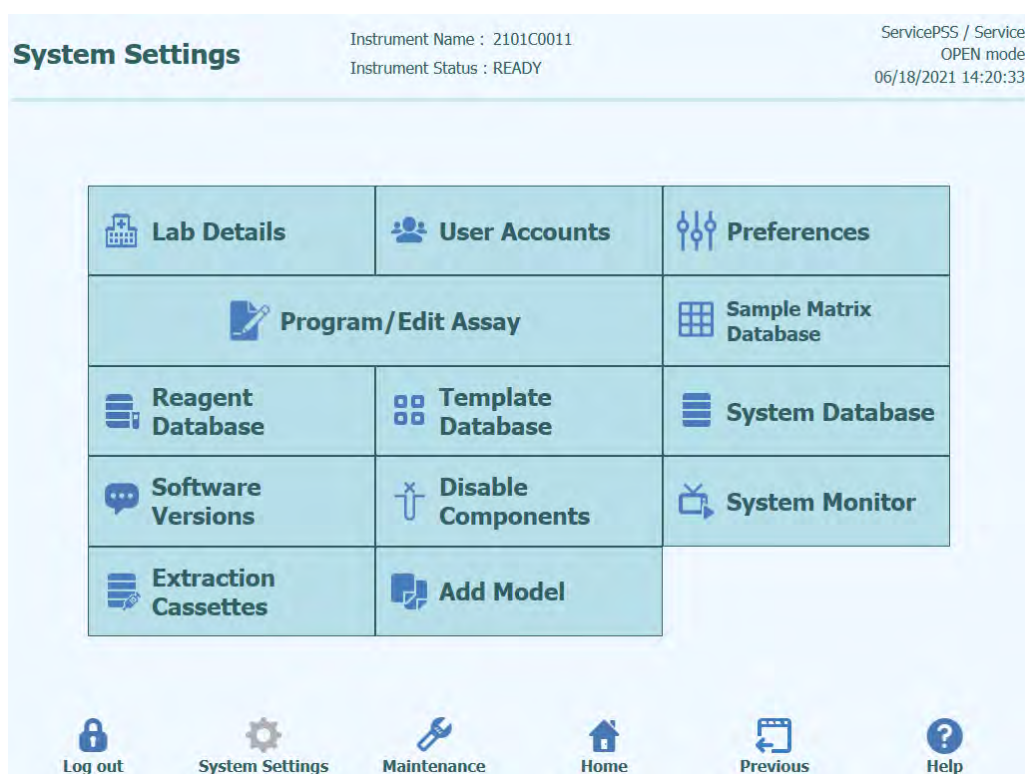 System Settings
Instrument Name : 2101C0011
Instrument Status : READY
ServicePSS / Service
OPEN mode
06/18/2021 14:20:33
Lab Details
User Accounts
Preferences
Program/Edit Assay
Sample Matrix
Database
Reagent
Database
Template
Database
System Database
Software
Versions
Disable
Components
System Monitor
Extraction
Cassettes
Add Model
Log out
System Settings
Maintenance
Home
Previous
Help